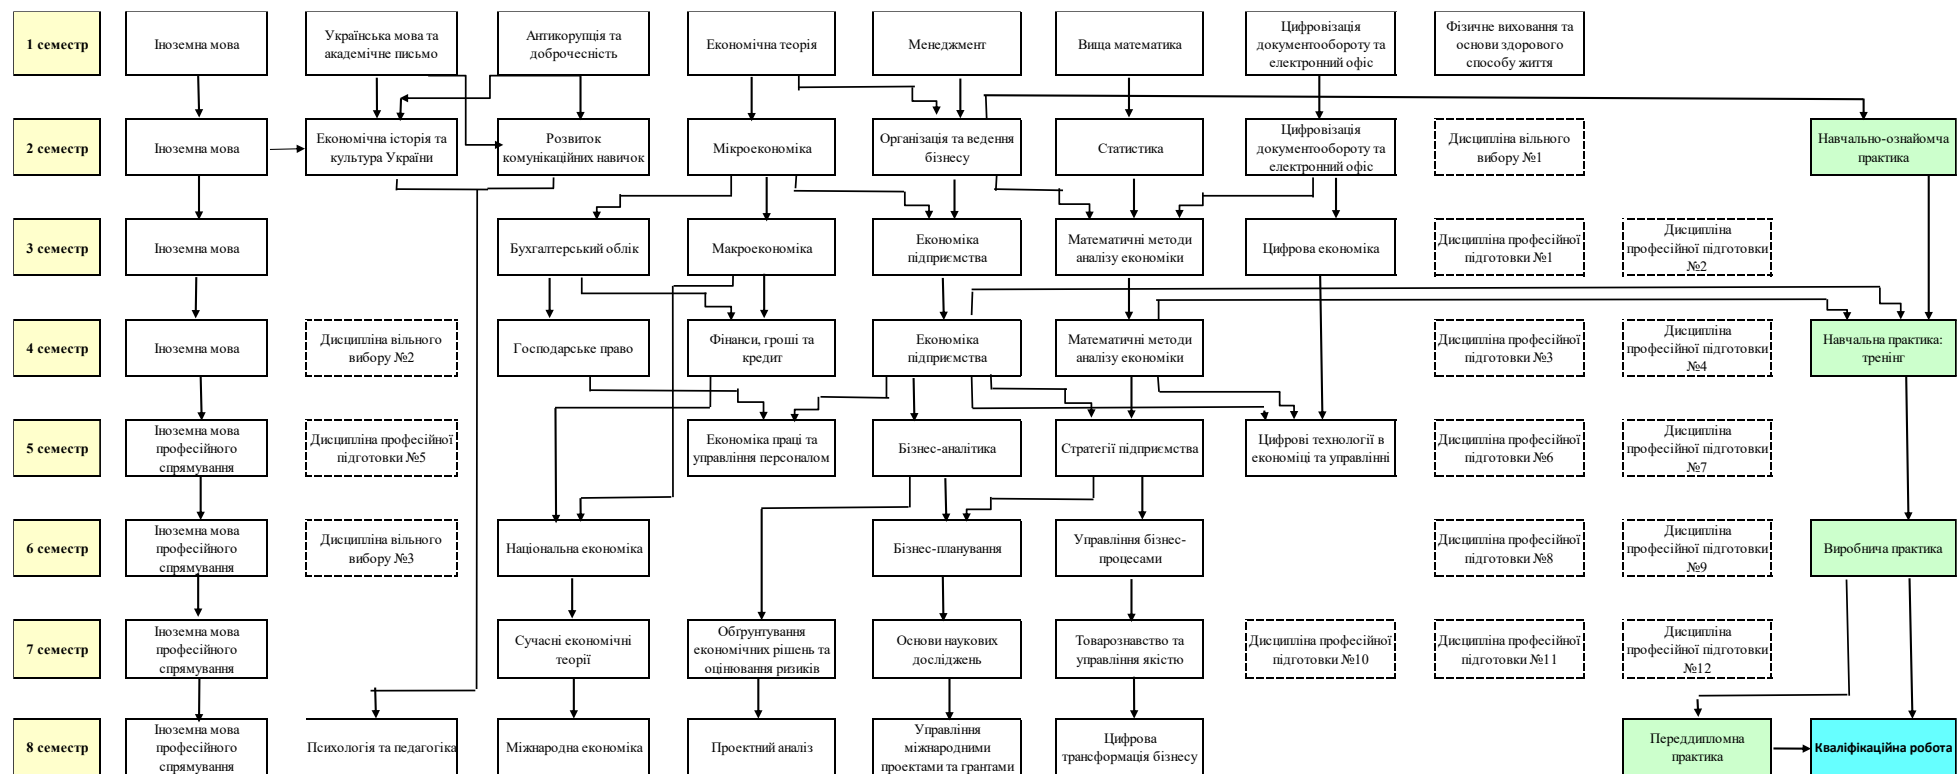 1 семестр
Іноземна мова
Українська мова та
академічне письмо
Антикорупція та
доброчесність
Економічна теорія
Менеджмент
Вища математика
Цифровізація
документообороту та
електронний офіс
Фізичне виховання та
основи здорового
способу життя
2 семестр
Іноземна мова
Економічна історія та
культура України
Розвиток
комунікаційних навичок
Мікроекономіка
Організація та ведення
бізнесу
Статистика
Цифровізація
документообороту та
електронний офіс
Дисципліна вільного
вибору №1
Навчально-ознайомча
практика
3 семестр
Іноземна мова
Бухгалтерський облік
Макроекономіка
Економіка
підприємства
Математичні методи
аналізу економіки
Цифрова економіка
Дисципліна професійної
підготовки №1
Дисципліна
професійної підготовки
№2
4 семестр
Іноземна мова
Дисципліна вільного
вибору №2
Господарське право
Фінанси, гроші та
кредит
Економіка
підприємства
Математичні методи
аналізу економіки
Дисципліна професійної
підготовки №3
Дисципліна
професійної підготовки
№4
Навчальна практика:
тренінг
5 семестр
Іноземна мова
професійного
спрямування
Дисципліна професійної
підготовки №5
Економіка праці та
управління персоналом
Бізнес-аналітика
Стратегії підприємства
Цифрові технології в
економіці та управлінні
Дисципліна професійної
підготовки №6
Дисципліна
професійної підготовки
№7
6 семестр
Іноземна мова
професійного
спрямування
Дисципліна вільного
вибору №3
Національна економіка
Бізнес-планування
Управління бізнес-
процесами
Дисципліна професійної
підготовки №8
Дисципліна
професійної підготовки
№9
Виробнича практика
7 семестр
Іноземна мова
професійного
спрямування
Сучасні економічні
теорії
Обґрунтування
економічних рішень та
оцінювання ризиків
Основи наукових
досліджень
Товарознавство та
управління якістю
Дисципліна професійної
підготовки №10
Дисципліна професійної
підготовки №11
Дисципліна
професійної підготовки
№12
8 семестр
Іноземна мова
професійного
спрямування
Психологія та педагогіка
Міжнародна економіка
Проектний аналіз
Управління
міжнародними
проектами та грантами
Цифрова
трансформація бізнесу
Переддипломна
практика
Кваліфікаційна робота